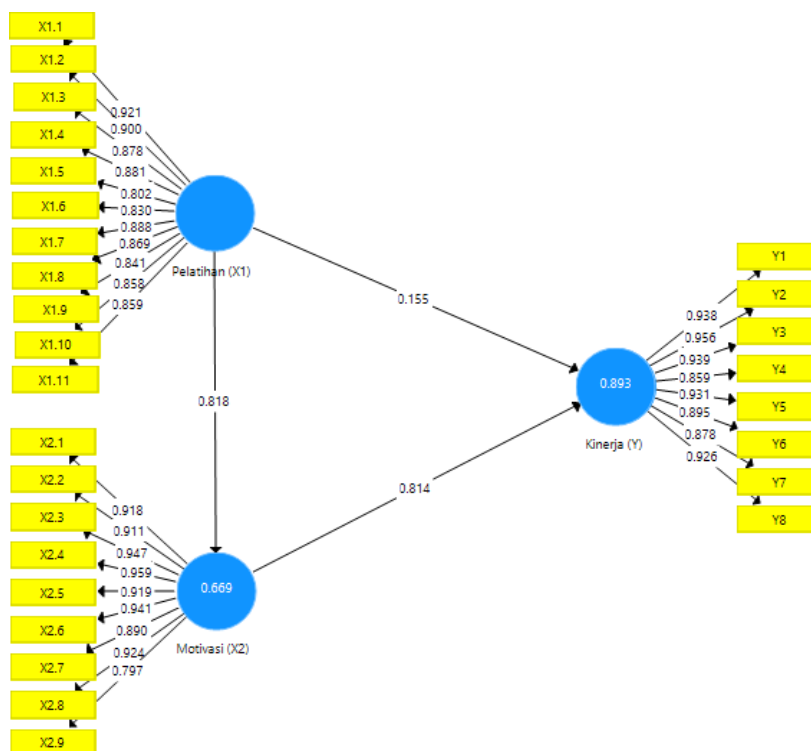 X1.1
X1.2
X1.3
X1.4
X1.5
X1.6
X1.7
X1.8
X1.9
X1.10
X1.11
0.921
0.900
0.878
0.881
0.802
0.830
0.888
0.869
0.841
0.858
0.859
Pelatihan (X1)
0.155
0.818
0.814
X2.1
X2.2
X2.3
X2.4
X2.5
X2.6
X2.7
X2.8
X2.9
0.918
0.911
0.947
0.959
0.919
0.941
0.890
0.924
0.797
0.669
Motivasi (X2)
0.893
Kinerja (Y)
0.938
0.956
0.939
0.859
0.931
0.895
0.878
0.926
Y1
Y2
Y3
Y4
Y5
Y6
Y7
Y8